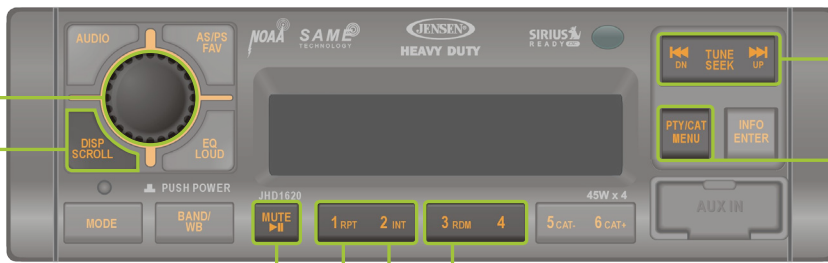 AUDIO
AS/PS
FAV
NOAA
SAME
TECHNOLOGY
JENSEN®
HEAVY DUTY
SIRIUS
READY
TUNE
SEEK
DN
UP
DISP
SCROLL
EQ
LOUD
PTY/CAT
MENU
INFO
ENTER
PUSH POWER
JHD1620
45W x 4
MODE
BAND/
WB
MUTE
1 RPT
2 INT
3 RDM
4
5 CAT-
6 CAT+
AUX IN